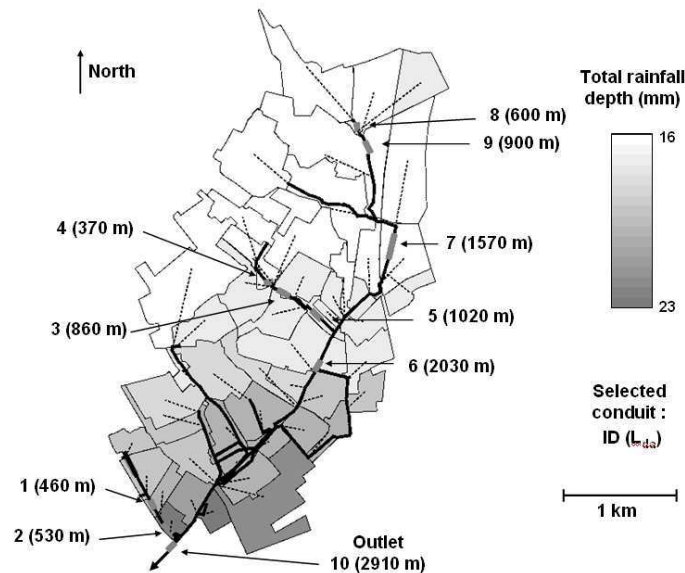 North
Total rainfall
depth (mm)
16
23
8 (600 m)
9 (900 m)
4 (370 m)
7 (1570 m)
3 (860 m)
5 (1020 m)
6 (2030 m)
Selected
conduit :
ID (L da)
1 (460 m)
1 km
2 (530 m)
Outlet
10 (2910 m)